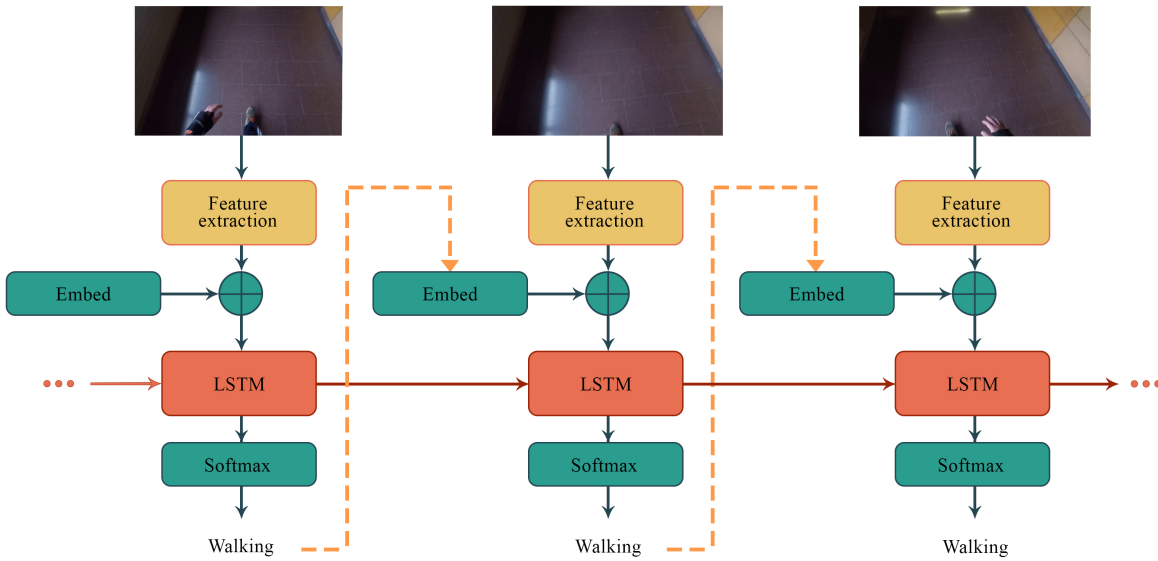 Feature
extraction
Feature
extraction
Feature
extraction
Embed
Embed
Embed
LSTM
LSTM
LSTM
Softmax
Softmax
Softmax
Walking
Walking
Walking